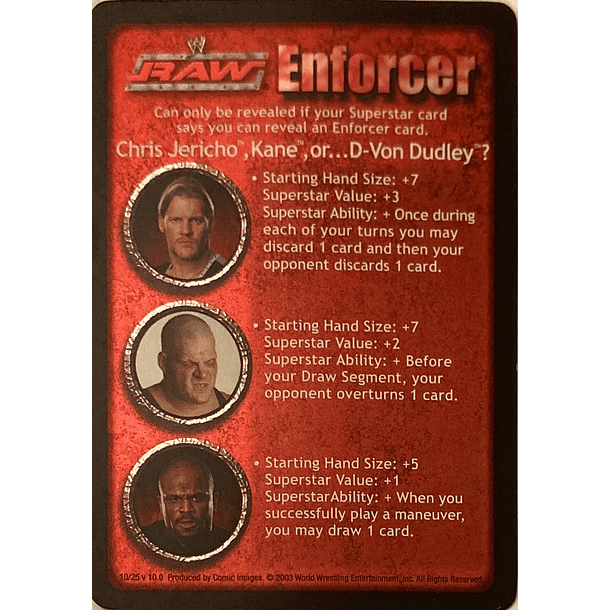 W
RAW Enforcer
Can only be revealed if your Superstar card
says you can reveal an Enforcer card.
Chris Jericho™, Kane™, or...D-Von Dudley™?
• Starting Hand Size: +7
Superstar Value: +3
Superstar Ability: + Once during
each of your turns you may
discard 1 card and then your
opponent discards 1 card.
• Starting Hand Size: +7
Superstar Value: +2
Superstar Ability: + Before
your Draw Segment, your
opponent overturns 1 card.
• Starting Hand Size: +5
Superstar Value: +1
SuperstarAbility: + When you
successfully play a maneuver,
you may draw 1 card.
10/25 v 10.0 Produced by Comic Images. © 2003 World Wrestling Entertainment, Inc. All Rights Reserved.